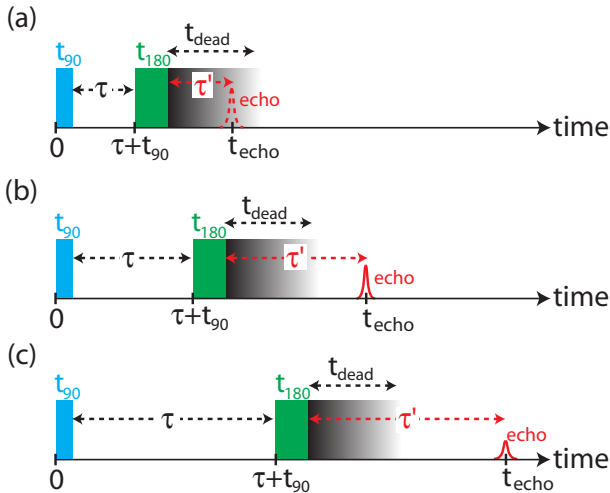 (a)
t90 t180 tdead
τ τ' echo
0 τ+t90 techo time
(b)
t90 t180 tdead
τ τ' echo
0 τ+t90 techo time
(c)
t90 t180 tdead
τ τ' echo
0 τ+t90 techo time